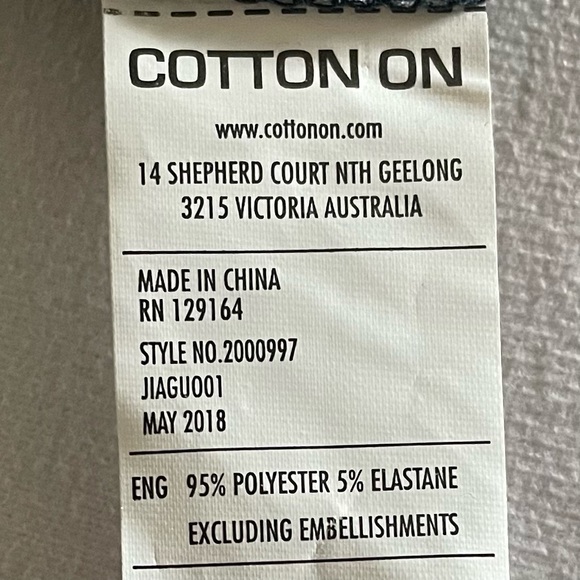 COTTON ON
www.cottonon.com
14 SHEPHERD COURT NTH GEELONG
3215 VICTORIA AUSTRALIA
MADE IN CHINA
RN 129164
STYLE NO.2000997
JIAGU001
MAY 2018
ENG 95% POLYESTER 5% ELASTANE
EXCLUDING EMBELLISHMENTS